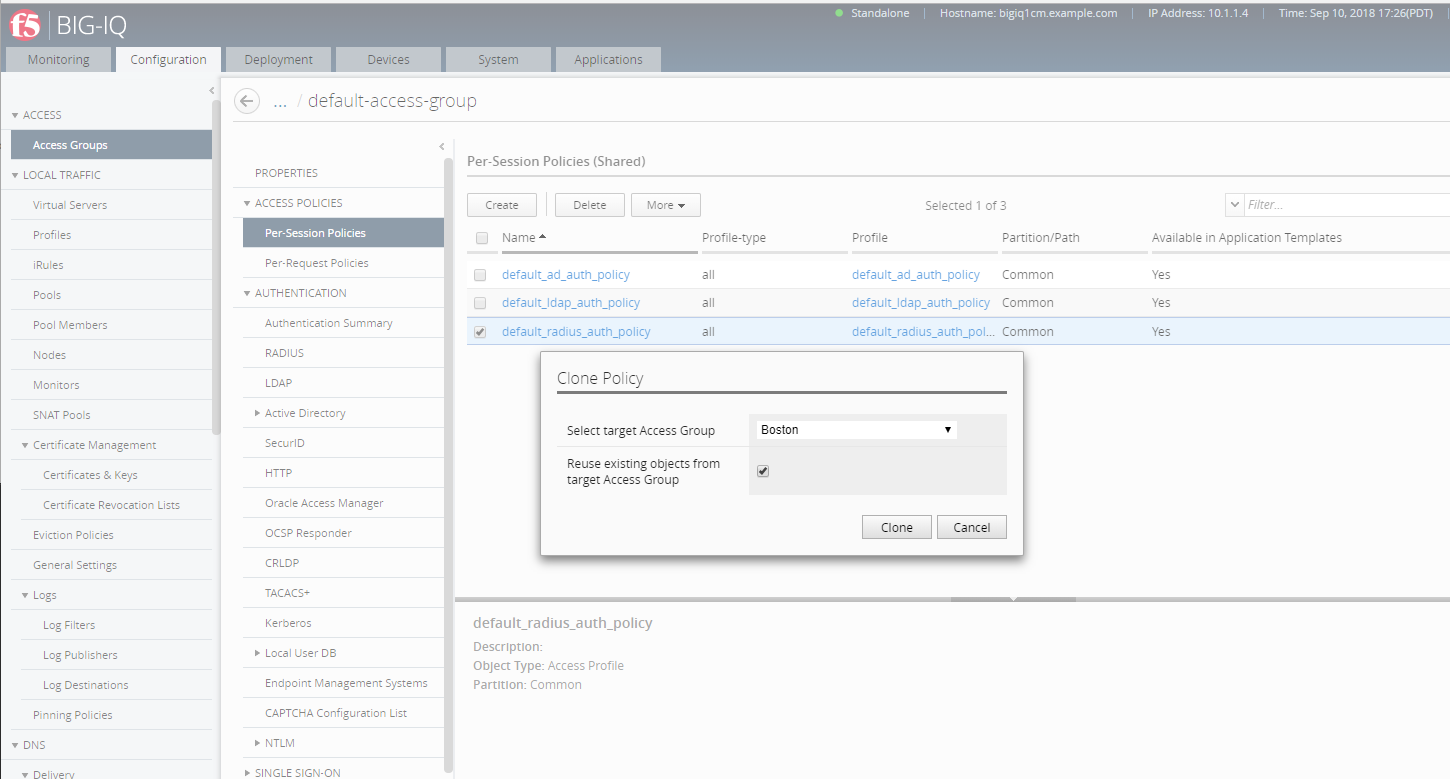 f5 BIG-IQ
Standalone Hostname: bigiq1cm.example.com IP Address: 10.1.1.4 Time: Sep 10, 2018 17:26(PDT)
Monitoring Configuration Deployment Devices System Applications
ACCESS
Access Groups
LOCAL TRAFFIC
Virtual Servers
Profiles
iRules
Pools
Pool Members
Nodes
Monitors
SNAT Pools
Certificate Management
Certificates & Keys
Certificate Revocation Lists
Eviction Policies
General Settings
Logs
Log Filters
Log Publishers
Log Destinations
Pinning Policies
DNS
Delivery
... / default-access-group
PROPERTIES
ACCESS POLICIES
Per-Session Policies
Per-Request Policies
AUTHENTICATION
Authentication Summary
RADIUS
LDAP
Active Directory
SecurID
HTTP
Oracle Access Manager
OCSP Responder
CRLDP
TACACS+
Kerberos
Local User DB
Endpoint Management Systems
CAPTCHA Configuration List
NTLM
SINGLE SIGN-ON
Per-Session Policies (Shared)
Create Delete More Selected 1 of 3 Filter...
Name Profile-type Profile Partition/Path Available in Application Templates
default_ad_auth_policy all default_ad_auth_policy Common Yes
default_ldap_auth_policy all default_ldap_auth_policy Common Yes
default_radius_auth_policy all default_radius_auth_pol... Common Yes
Clone Policy
Select target Access Group Boston
Reuse existing objects from
target Access Group
Clone Cancel
default_radius_auth_policy
Description:
Object Type: Access Profile
Partition: Common